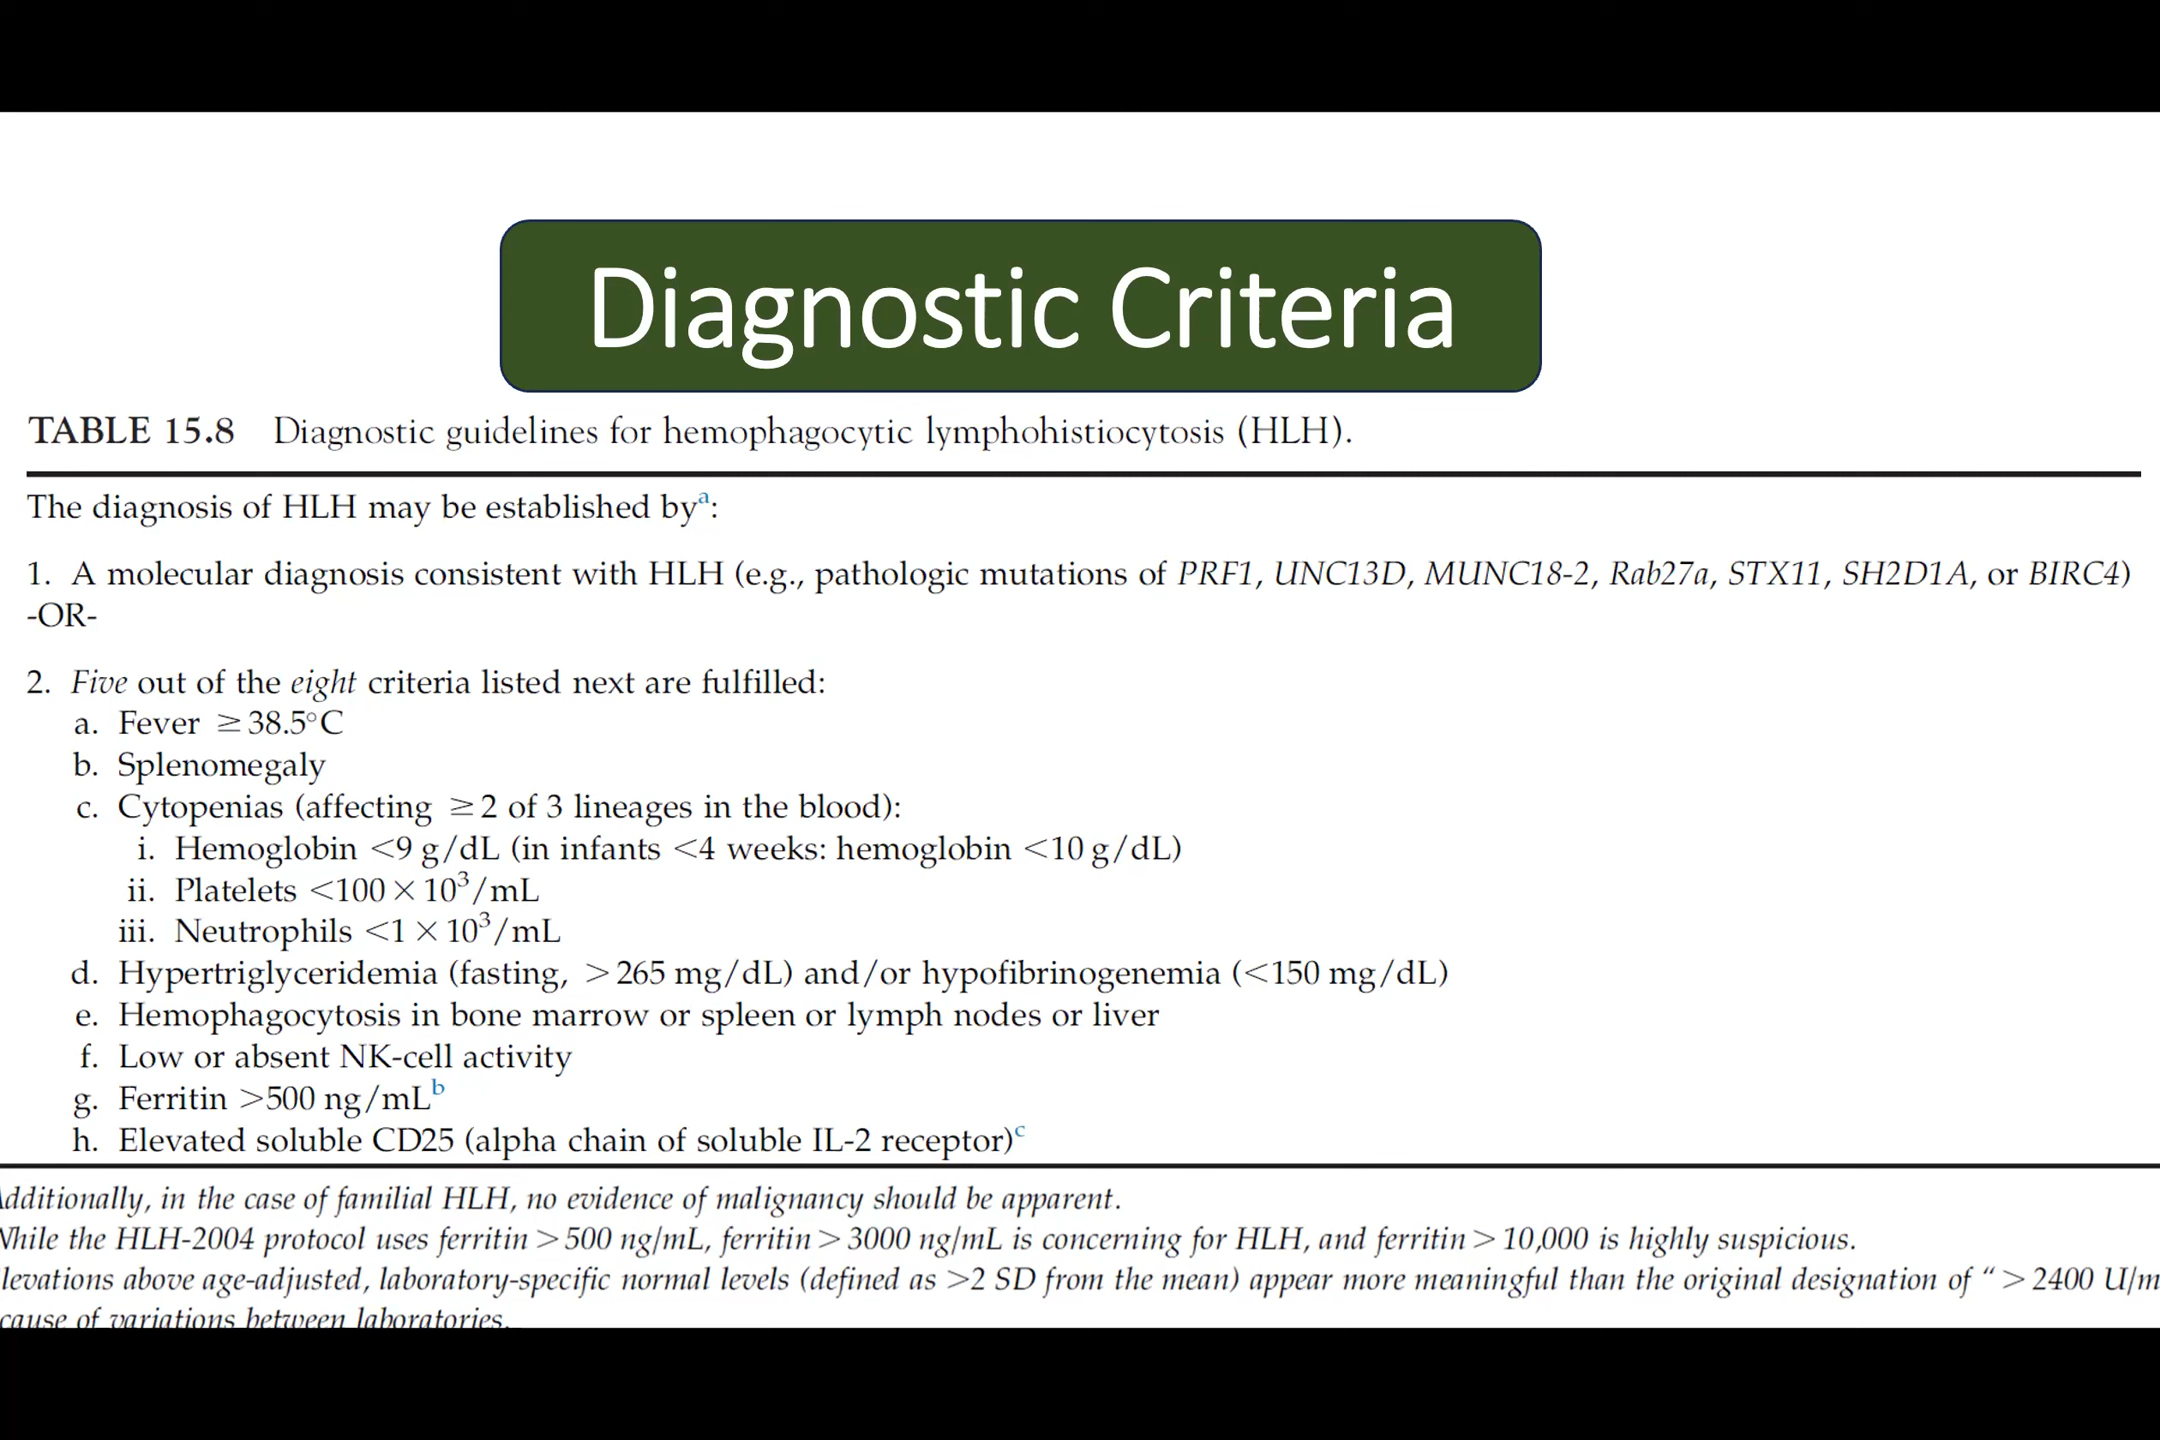 Diagnostic Criteria
TABLE 15.8 Diagnostic guidelines for hemophagocytic lymphohistiocytosis (HLH).
The diagnosis of HLH may be established byᵃ:
1. A molecular diagnosis consistent with HLH (e.g., pathologic mutations of PRF1, UNC13D, MUNC18-2, Rab27a, STX11, SH2D1A, or BIRC4)
-OR-
2. Five out of the eight criteria listed next are fulfilled:
a. Fever ≥38.5°C
b. Splenomegaly
c. Cytopenias (affecting ≥2 of 3 lineages in the blood):
i. Hemoglobin <9 g/dL (in infants <4 weeks: hemoglobin <10 g/dL)
ii. Platelets <100 × 10³/mL
iii. Neutrophils <1 × 10³/mL
d. Hypertriglyceridemia (fasting, >265 mg/dL) and/or hypofibrinogenemia (<150 mg/dL)
e. Hemophagocytosis in bone marrow or spleen or lymph nodes or liver
f. Low or absent NK-cell activity
g. Ferritin >500 ng/mLᵇ
h. Elevated soluble CD25 (alpha chain of soluble IL-2 receptor)ᶜ
dditionally, in the case of familial HLH, no evidence of malignancy should be apparent.
While the HLH-2004 protocol uses ferritin > 500 ng/mL, ferritin > 3000 ng/mL is concerning for HLH, and ferritin > 10,000 is highly suspicious.
levations above age-adjusted, laboratory-specific normal levels (defined as >2 SD from the mean) appear more meaningful than the original designation of “ > 2400 U/m
cause of variations between laboratories.